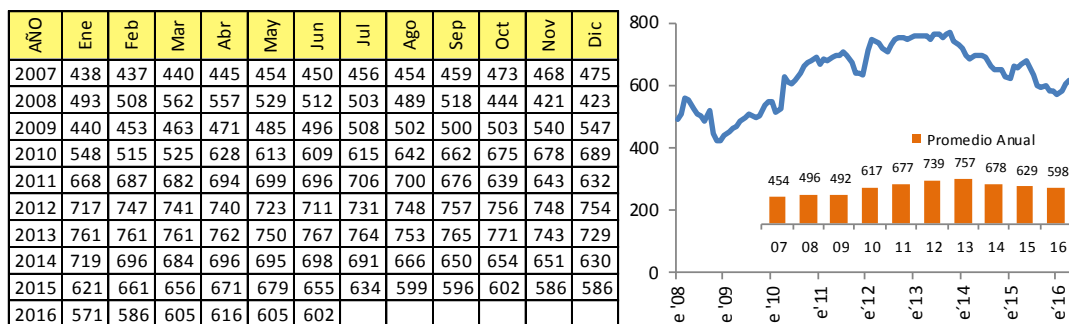 AÑO Ene Feb Mar Abr May Jun Jul Ago Sep Oct Nov Dic
2007 438 437 440 445 454 450 456 454 459 473 468 475
2008 493 508 562 557 529 512 503 489 518 444 421 423
2009 440 453 463 471 485 496 508 502 500 503 540 547
2010 548 515 525 628 613 609 615 642 662 675 678 689
2011 668 687 682 694 699 696 706 700 676 639 643 632
2012 717 747 741 740 723 711 731 748 757 756 748 754
2013 761 761 761 762 750 767 764 753 765 771 743 729
2014 719 696 684 696 695 698 691 666 650 654 651 630
2015 621 661 656 671 679 655 634 599 596 602 586 586
2016 571 586 605 616 605 602
800
600
400
200
0
Promedio Anual
454 496 492 617 677 739 757 678 629 598
07 08 09 10 11 12 13 14 15 16
e '08 e'09 e'10 e'11 e'12 e'13 e'14 e'15 e'16